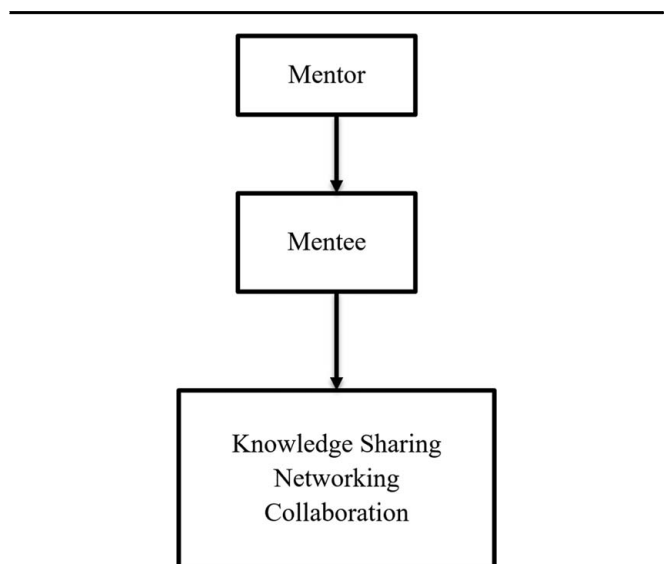 Mentor
Mentee
Knowledge Sharing
Networking
Collaboration